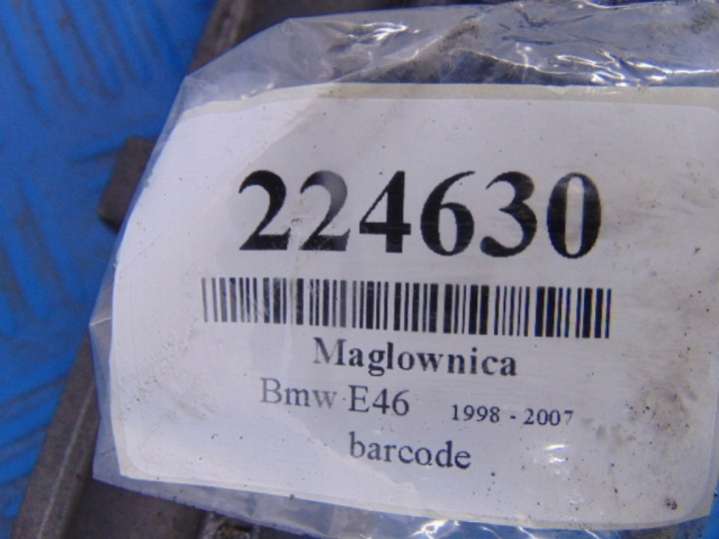 224630
Maglownica
Bmw E46 1998 - 2007
barcode